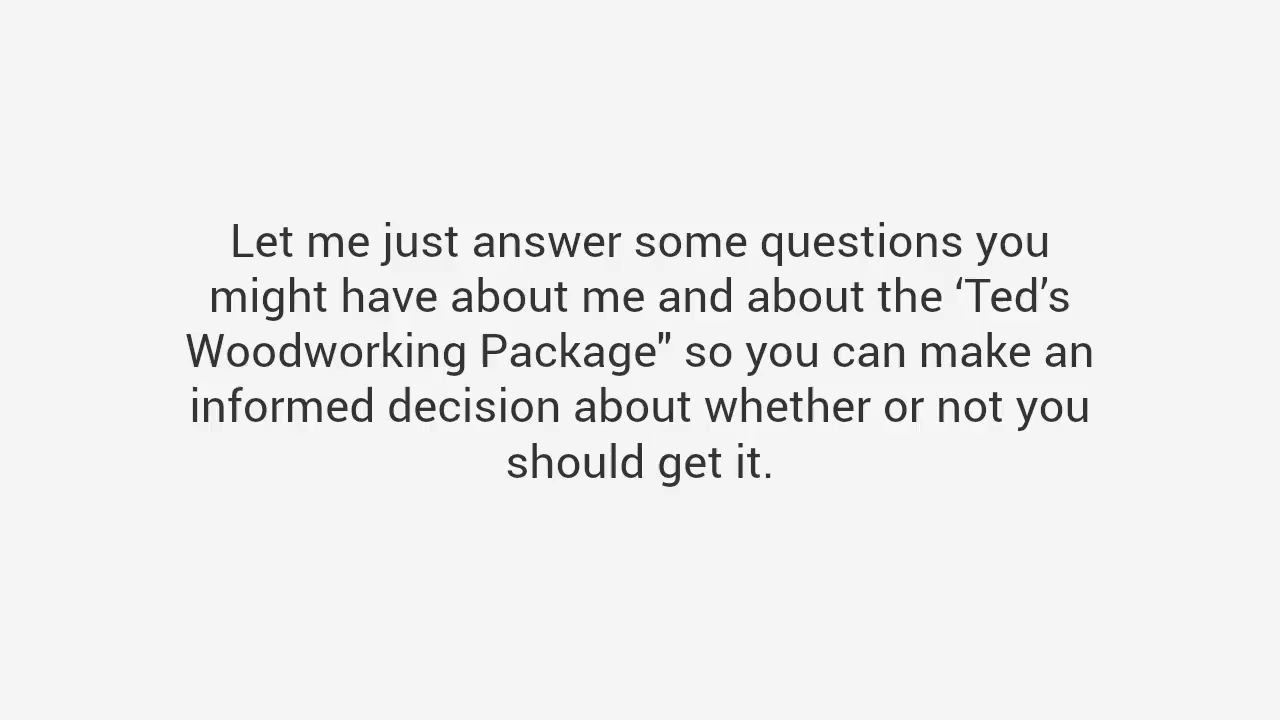 Let me just answer some questions you
might have about me and about the ‘Ted’s
Woodworking Package" so you can make an
informed decision about whether or not you
should get it.